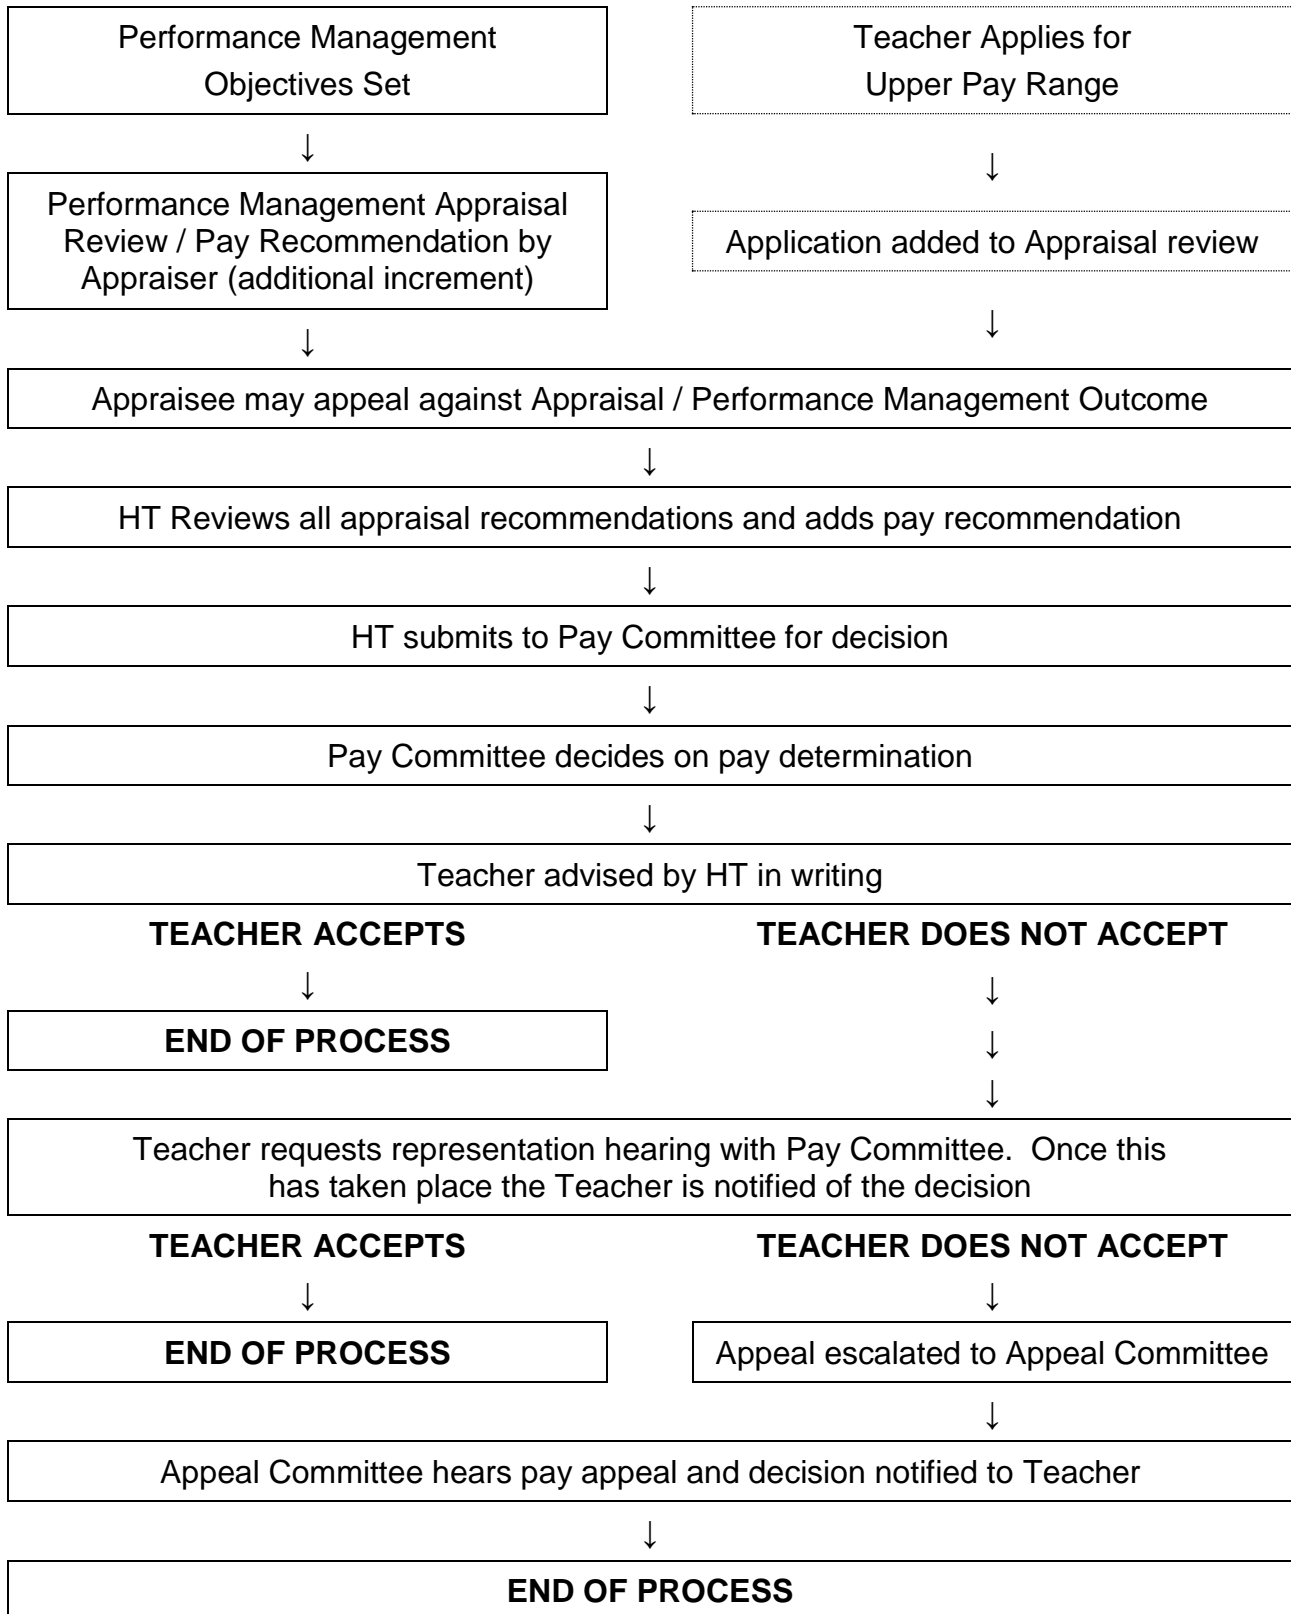 Performance Management
Objectives Set
Teacher Applies for
Upper Pay Range
↓
↓
Performance Management Appraisal
Review / Pay Recommendation by
Appraiser (additional increment)
Application added to Appraisal review
↓
↓
Appraisee may appeal against Appraisal / Performance Management Outcome
↓
HT Reviews all appraisal recommendations and adds pay recommendation
↓
HT submits to Pay Committee for decision
↓
Pay Committee decides on pay determination
↓
Teacher advised by HT in writing
TEACHER ACCEPTS
TEACHER DOES NOT ACCEPT
↓
↓
END OF PROCESS
↓
↓
Teacher requests representation hearing with Pay Committee.  Once this
has taken place the Teacher is notified of the decision
TEACHER ACCEPTS
TEACHER DOES NOT ACCEPT
↓
↓
END OF PROCESS
Appeal escalated to Appeal Committee
↓
Appeal Committee hears pay appeal and decision notified to Teacher
↓
END OF PROCESS